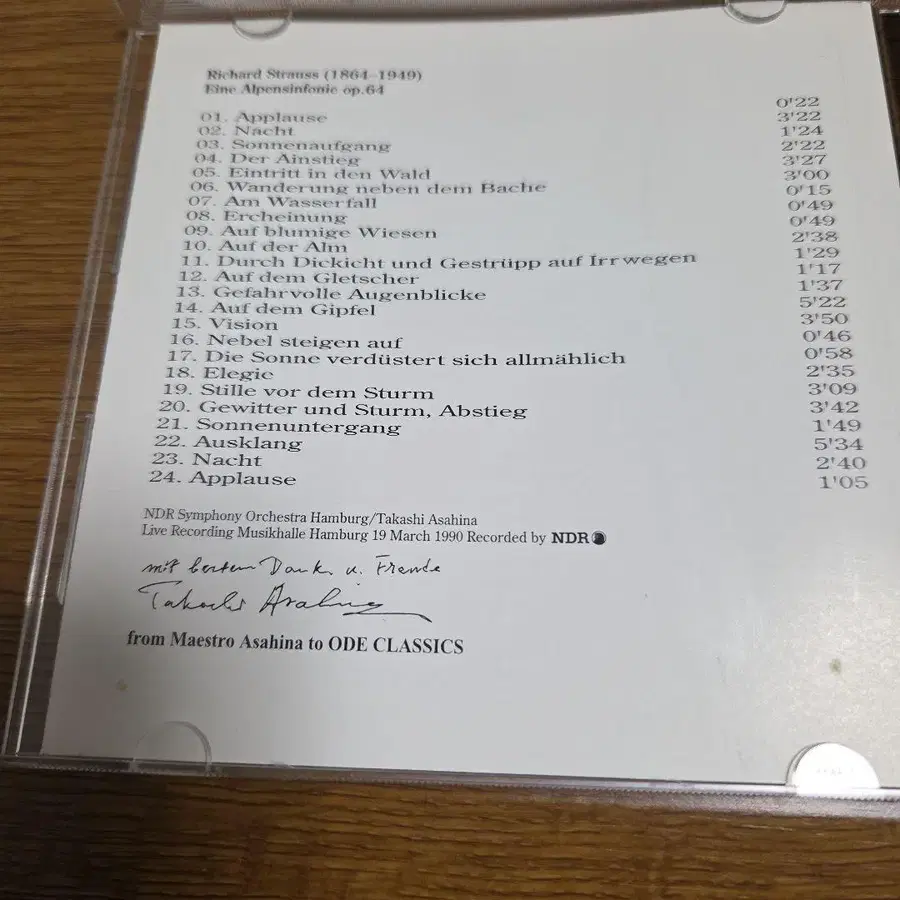 Richard Strauss (1864-1949)
Eine Alpensinfonie op.64
01. Applause 0'22
02. Nacht 3'22
03. Sonnenaufgang 1'24
04. Der Ainstieg 2'22
05. Eintritt in den Wald 3'27
06. Wanderung neben dem Bache 3'00
07. Am Wasserfall 0'15
08. Ercheinung 0'49
09. Auf blumige Wiesen 0'49
10. Auf der Alm 2'38
11. Durch Dickicht und Gestrüpp auf Irrwegen 1'29
12. Auf dem Gletscher 1'17
13. Gefahrvolle Augenblicke 1'37
14. Auf dem Gipfel 5'22
15. Vision 3'50
16. Nebel steigen auf 0'46
17. Die Sonne verdüstert sich allmählich 0'58
18. Elegie 2'35
19. Stille vor dem Sturm 3'09
20. Gewitter und Sturm, Abstieg 3'42
21. Sonnenuntergang 1'49
22. Ausklang 5'34
23. Nacht 2'40
24. Applause 1'05
NDR Symphony Orchestra Hamburg/Takashi Asahina
Live Recording Musikhalle Hamburg 19 March 1990 Recorded by NDR
mit bestem Dank u. Freude
Takashi Asahina
from Maestro Asahina to ODE CLASSICS